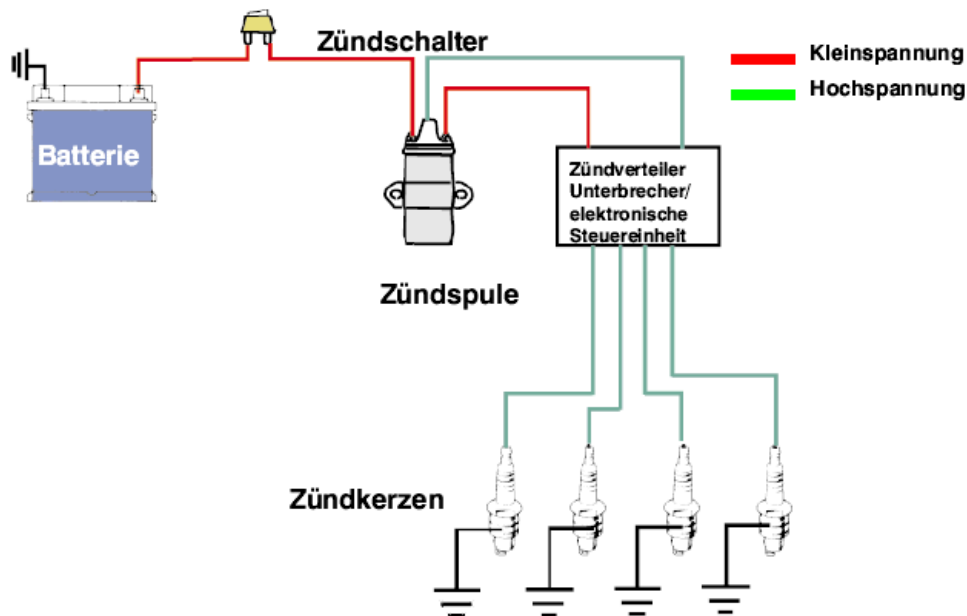 Zündschalter
Kleinspannung
Hochspannung
Batterie
Zündverteiler
Unterbrecher/
elektronische
Steuereinheit
Zündspule
Zündkerzen